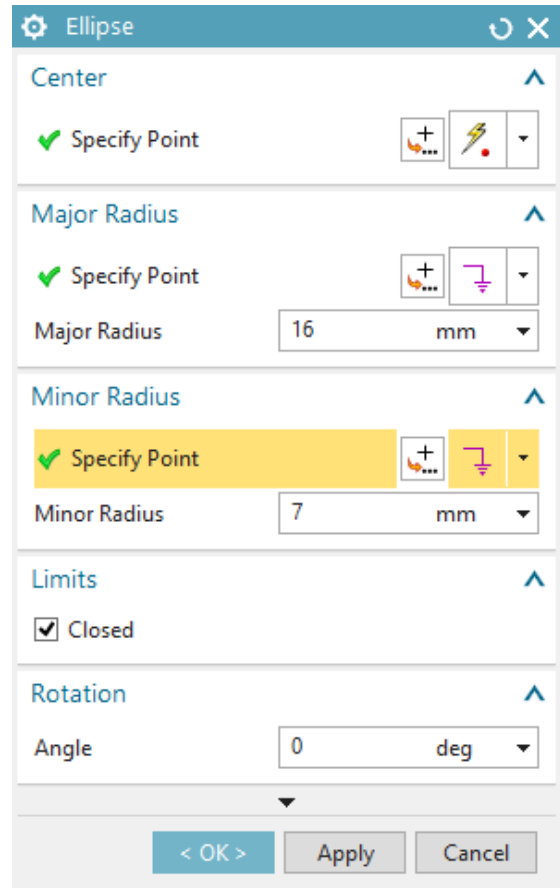 Ellipse
Center
Specify Point
Major Radius
Specify Point
Major Radius 16 mm
Minor Radius
Specify Point
Minor Radius 7 mm
Limits
Closed
Rotation
Angle 0 deg
< OK > Apply Cancel